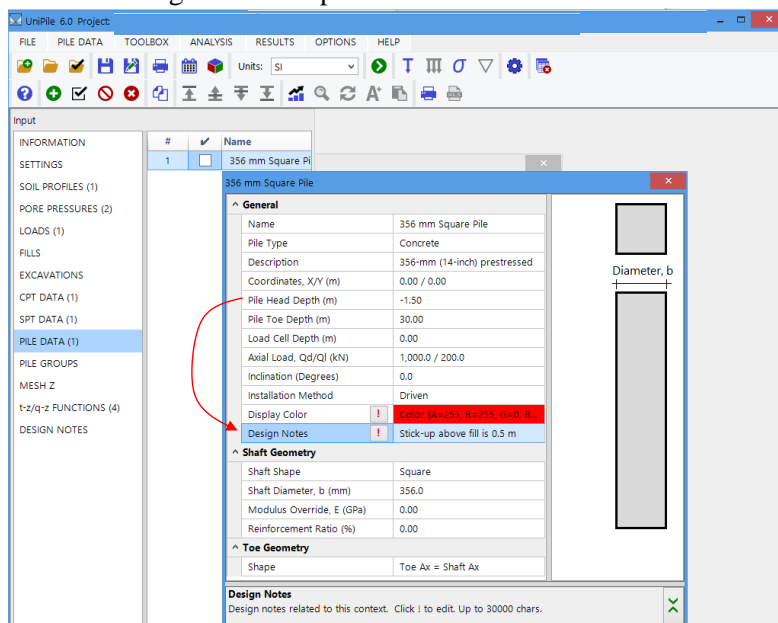 UniPile 6.0 Project:
FILE PILE DATA TOOLBOX ANALYSIS RESULTS OPTIONS HELP
Units: SI
Input
INFORMATION
SETTINGS
SOIL PROFILES (1)
PORE PRESSURES (2)
LOADS (1)
FILLS
EXCAVATIONS
CPT DATA (1)
SPT DATA (1)
PILE DATA (1)
PILE GROUPS
MESH Z
t-z/q-z FUNCTIONS (4)
DESIGN NOTES
# Name
1 356 mm Square Pi
356 mm Square Pile
General
Name 356 mm Square Pile
Pile Type Concrete
Description 356-mm (14-inch) prestressed
Coordinates, X/Y (m) 0.00 / 0.00
Pile Head Depth (m) -1.50
Pile Toe Depth (m) 30.00
Load Cell Depth (m) 0.00
Axial Load, Qd/Ql (kN) 1,000.0 / 200.0
Inclination (Degrees) 0.0
Installation Method Driven
Display Color ! Color [A=255, R=255, G=0, B...
Design Notes ! Stick-up above fill is 0.5 m
Shaft Geometry
Shaft Shape Square
Shaft Diameter, b (mm) 356.0
Modulus Override, E (GPa) 0.00
Reinforcement Ratio (%) 0.00
Toe Geometry
Shape Toe Ax = Shaft Ax
Diameter, b
Design Notes
Design notes related to this context. Click ! to edit. Up to 30000 chars.